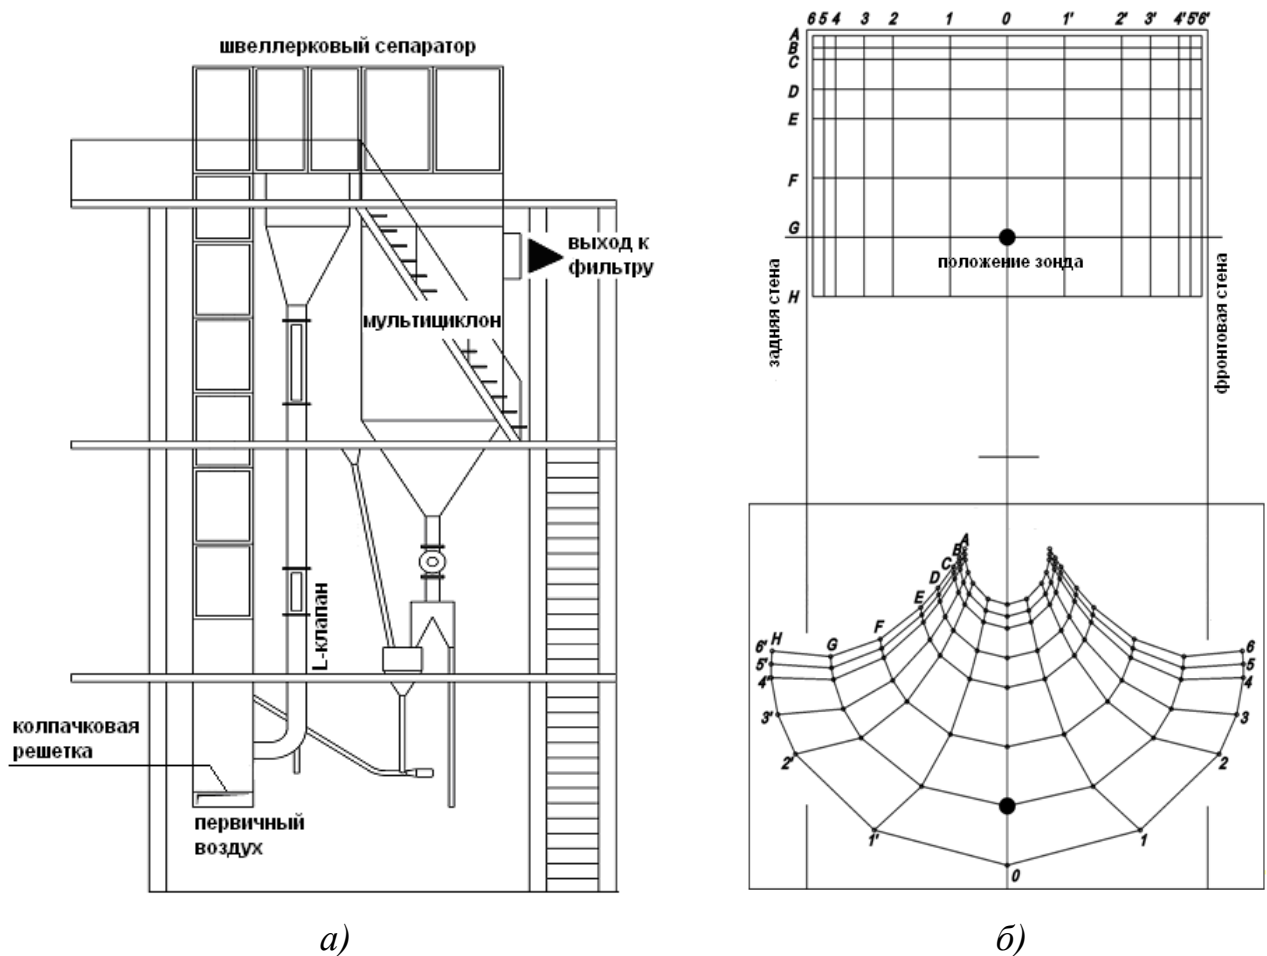 швеллерковый сепаратор
выход к
фильтру
мультициклон
L-клапан
колпачковая
решетка
первичный
воздух
а)
6 5 4 3 2 1 0 1' 2' 3' 4' 5' 6'
A
B
C
D
E
F
G
H
положение зонда
задняя стена
фронтовая стена
A
B
C
D
E
F
G
H
6'
5'
4'
3'
2'
1'
0
1
2
3
4
5
6
б)